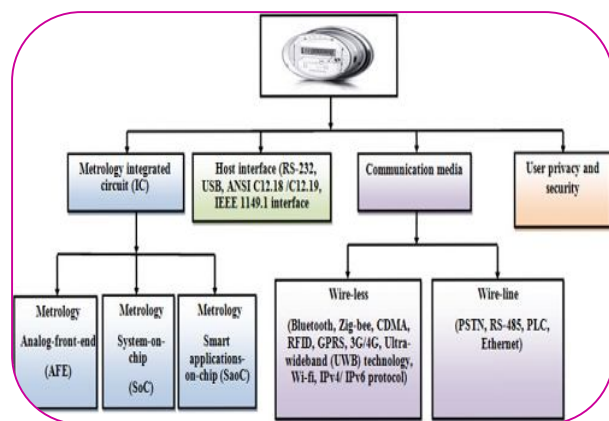 Metrology integrated
circuit (IC)
Host interface (RS-232,
USB, ANSI C12.18 /C12.19,
IEEE 1149.1 interface
Communication media
User privacy and
security
Metrology
Analog-front-end
(AFE)
Metrology
System-on-
chip
(SoC)
Metrology
Smart
applications-
on-chip (SaoC)
Wire-less
(Bluetooth, Zig-bee, CDMA,
RFID, GPRS, 3G/4G, Ultra-
wideband (UWB) technology,
Wi-fi, IPv4/ IPv6 protocol)
Wire-line
(PSTN, RS-485, PLC,
Ethernet)